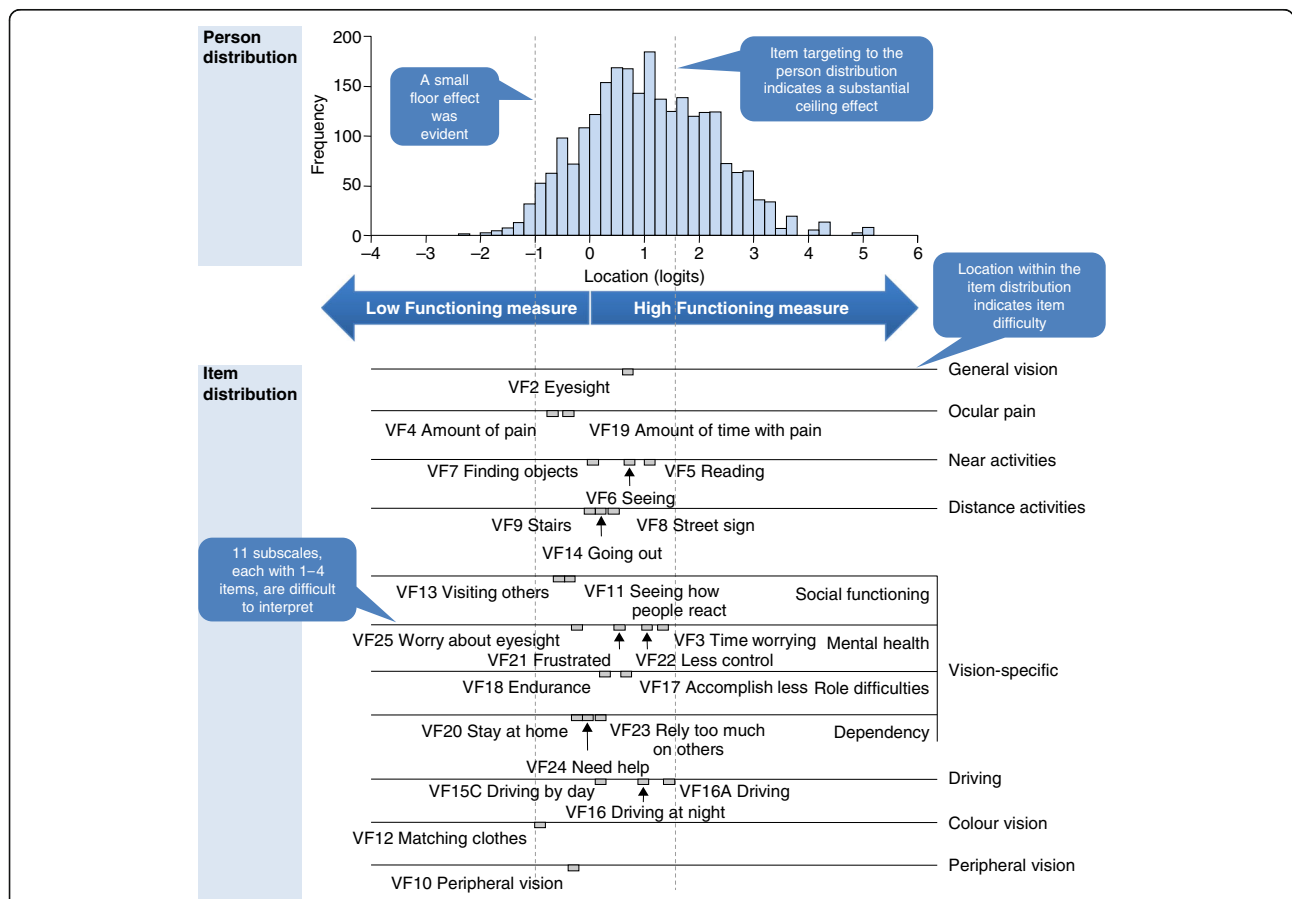 Person
distribution
200
150
100
50
0
Frequency
A small
floor effect
was
evident
Item targeting to the
person distribution
indicates a substantial
ceiling effect
−4 −3 −2 −1 0 1 2 3 4 5 6
Location (logits)
Low Functioning measure High Functioning measure
Location within the
item distribution
indicates item
difficulty
Item
distribution
General vision
VF2 Eyesight
Ocular pain
VF4 Amount of pain VF19 Amount of time with pain
Near activities
VF7 Finding objects VF5 Reading
VF6 Seeing
Distance activities
VF9 Stairs VF8 Street sign
VF14 Going out
11 subscales,
each with 1–4
items, are difficult
to interpret
VF13 Visiting others VF11 Seeing how
people react
Social functioning
VF25 Worry about eyesight VF3 Time worrying Mental health
VF21 Frustrated VF22 Less control
Vision-specific
VF18 Endurance VF17 Accomplish less Role difficulties
VF20 Stay at home VF23 Rely too much
on others
Dependency
VF24 Need help
Driving
VF15C Driving by day VF16A Driving
VF16 Driving at night
Colour vision
VF12 Matching clothes
Peripheral vision
VF10 Peripheral vision